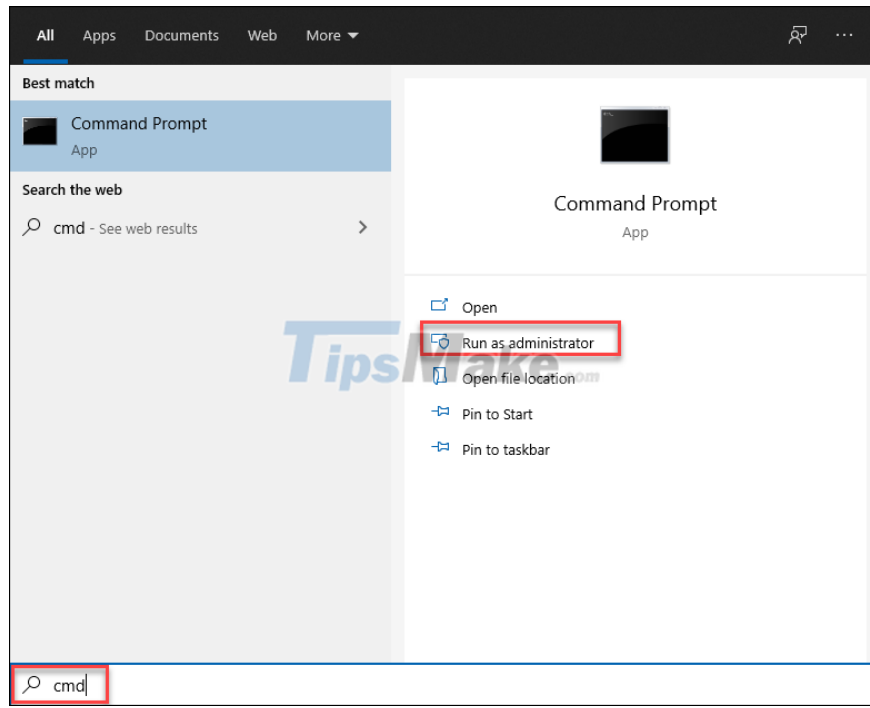 All Apps Documents Web More
Best match
Command Prompt
App
Search the web
cmd - See web results
Command Prompt
App
Open
Run as administrator
Open file location
Pin to Start
Pin to taskbar
TipsMake.com
cmd